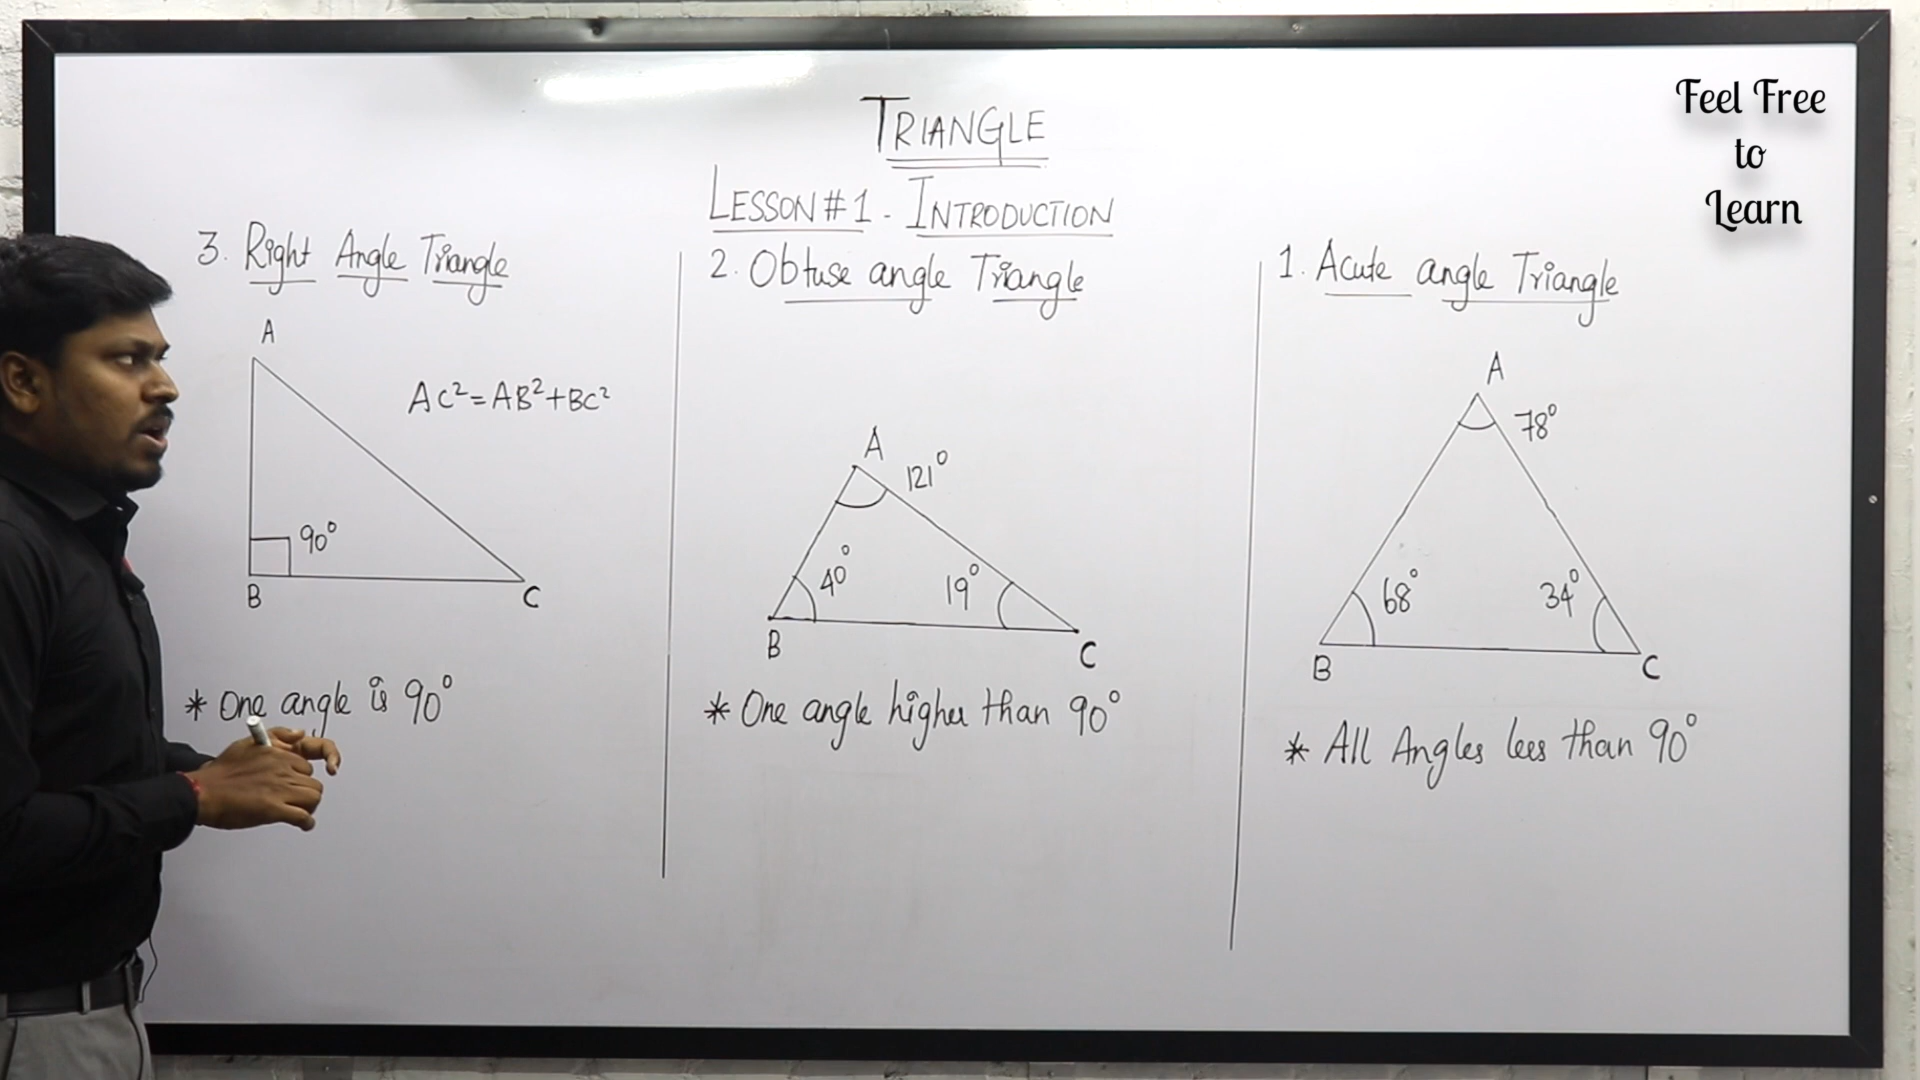 Feel Free
to
Learn
TRIANGLE
LESSON # 1 - INTRODUCTION
3. Right Angle Triangle
A
AC²=AB²+BC²
90°
B
C
* One angle is 90°
2. Obtuse angle Triangle
A
121°
40°
19°
B
C
* One angle higher than 90°
1. Acute angle Triangle
A
78°
68°
34°
B
C
* All Angles less than 90°